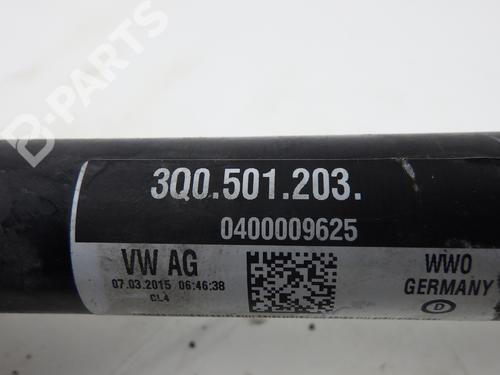 B-PARTS
3Q0.501.203.
0400009625
VW AG
07.03.2015 06:46:38
CL4
WWO
GERMANY
D